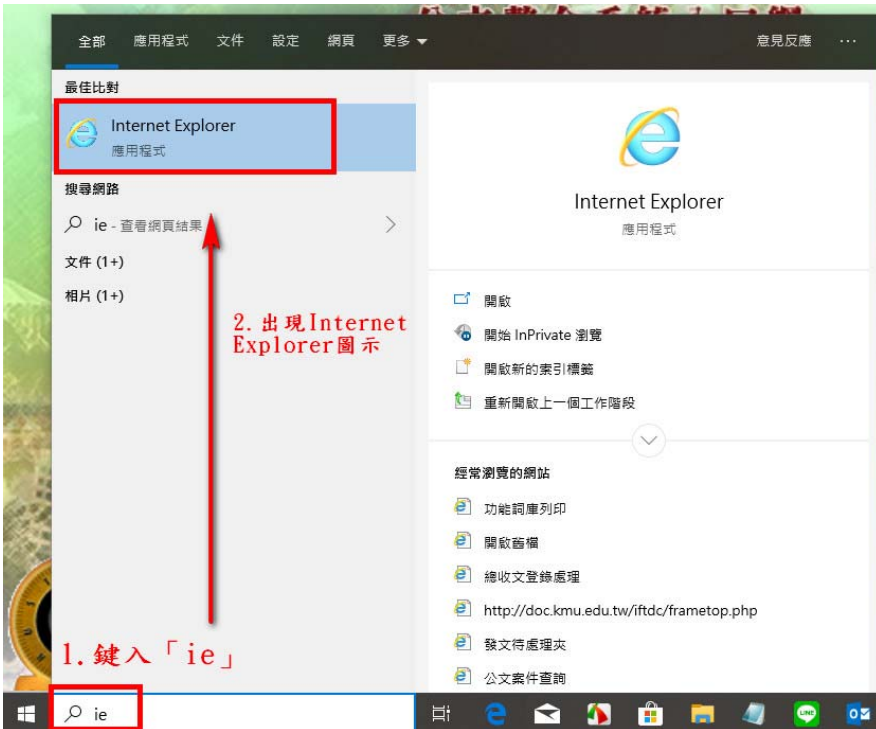 全部 應用程式 文件 設定 網頁 更多 意見反應 ...
最佳比對
Internet Explorer
應用程式
搜尋網路
ie - 查看網頁結果
文件 (1+)
相片 (1+)
2. 出現Internet
Explorer圖示
1. 鍵入「ie」
ie
Internet Explorer
應用程式
開啟
開始 InPrivate 瀏覽
開啟新的索引標籤
重新開啟上一個工作階段
經常瀏覽的網站
功能詞庫列印
開啟舊檔
總收文登錄處理
http://doc.kmu.edu.tw/iftdc/frametop.php
發文待處理夾
公文案件查詢
LINE